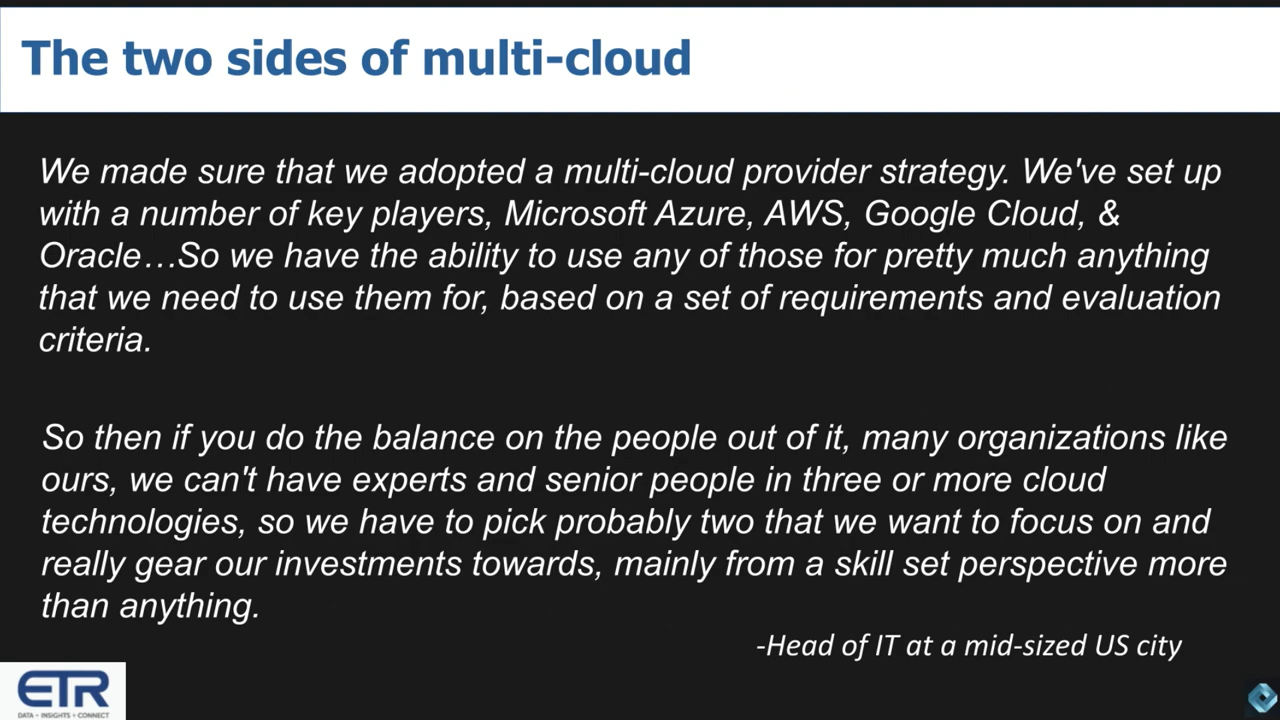 The two sides of multi-cloud
We made sure that we adopted a multi-cloud provider strategy. We've set up
with a number of key players, Microsoft Azure, AWS, Google Cloud, &
Oracle…So we have the ability to use any of those for pretty much anything
that we need to use them for, based on a set of requirements and evaluation
criteria.
So then if you do the balance on the people out of it, many organizations like
ours, we can't have experts and senior people in three or more cloud
technologies, so we have to pick probably two that we want to focus on and
really gear our investments towards, mainly from a skill set perspective more
than anything.
-Head of IT at a mid-sized US city
ETR
DATA • INSIGHTS • CONNECT